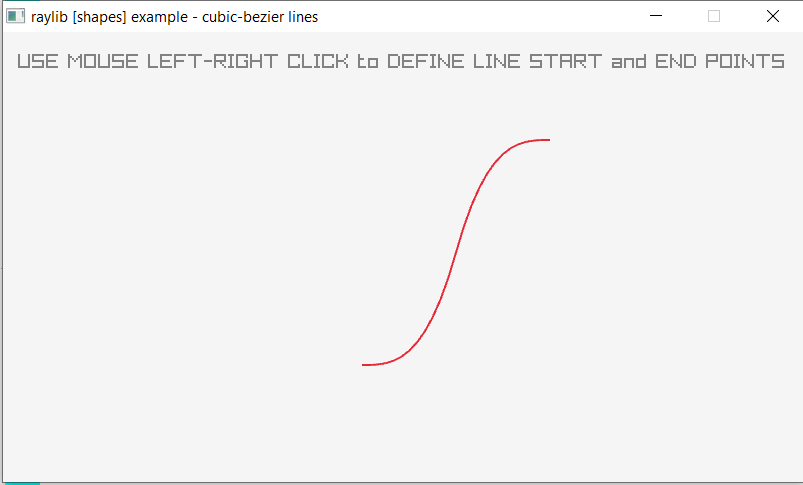 raylib [shapes] example - cubic-bezier lines
USE MOUSE LEFT-RIGHT CLICK to DEFINE LINE START and END POINTS